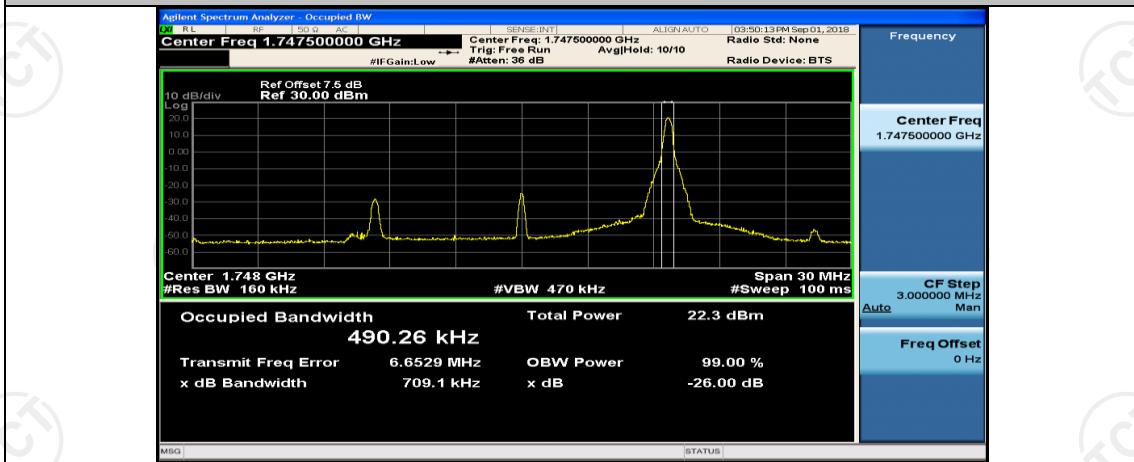 Agilent Spectrum Analyzer - Occupied BW
LXI RL RF 50 Ω AC SENSE:INT ALIGNAUTO 03:50:13 PM Sep 01, 2018
Center Freq 1.747500000 GHz
Center Freq: 1.747500000 GHz
Radio Std: None
Trig: Free Run Avg|Hold: 10/10
#IFGain:Low
#Atten: 36 dB
Radio Device: BTS
Ref Offset 7.5 dB
10 dB/div Ref 30.00 dBm
Log
20.0
10.0
0.00
-10.0
-20.0
-30.0
-40.0
-50.0
-60.0
Center 1.748 GHz Span 30 MHz
#Res BW 160 kHz #VBW 470 kHz #Sweep 100 ms
Occupied Bandwidth Total Power 22.3 dBm
490.26 kHz
Transmit Freq Error 6.6529 MHz OBW Power 99.00 %
x dB Bandwidth 709.1 kHz x dB -26.00 dB
MSG STATUS
Frequency
Center Freq
1.747500000 GHz
CF Step
3.000000 MHz
Auto Man
Freq Offset
0 Hz
TCT
TCT
TCT
TCT